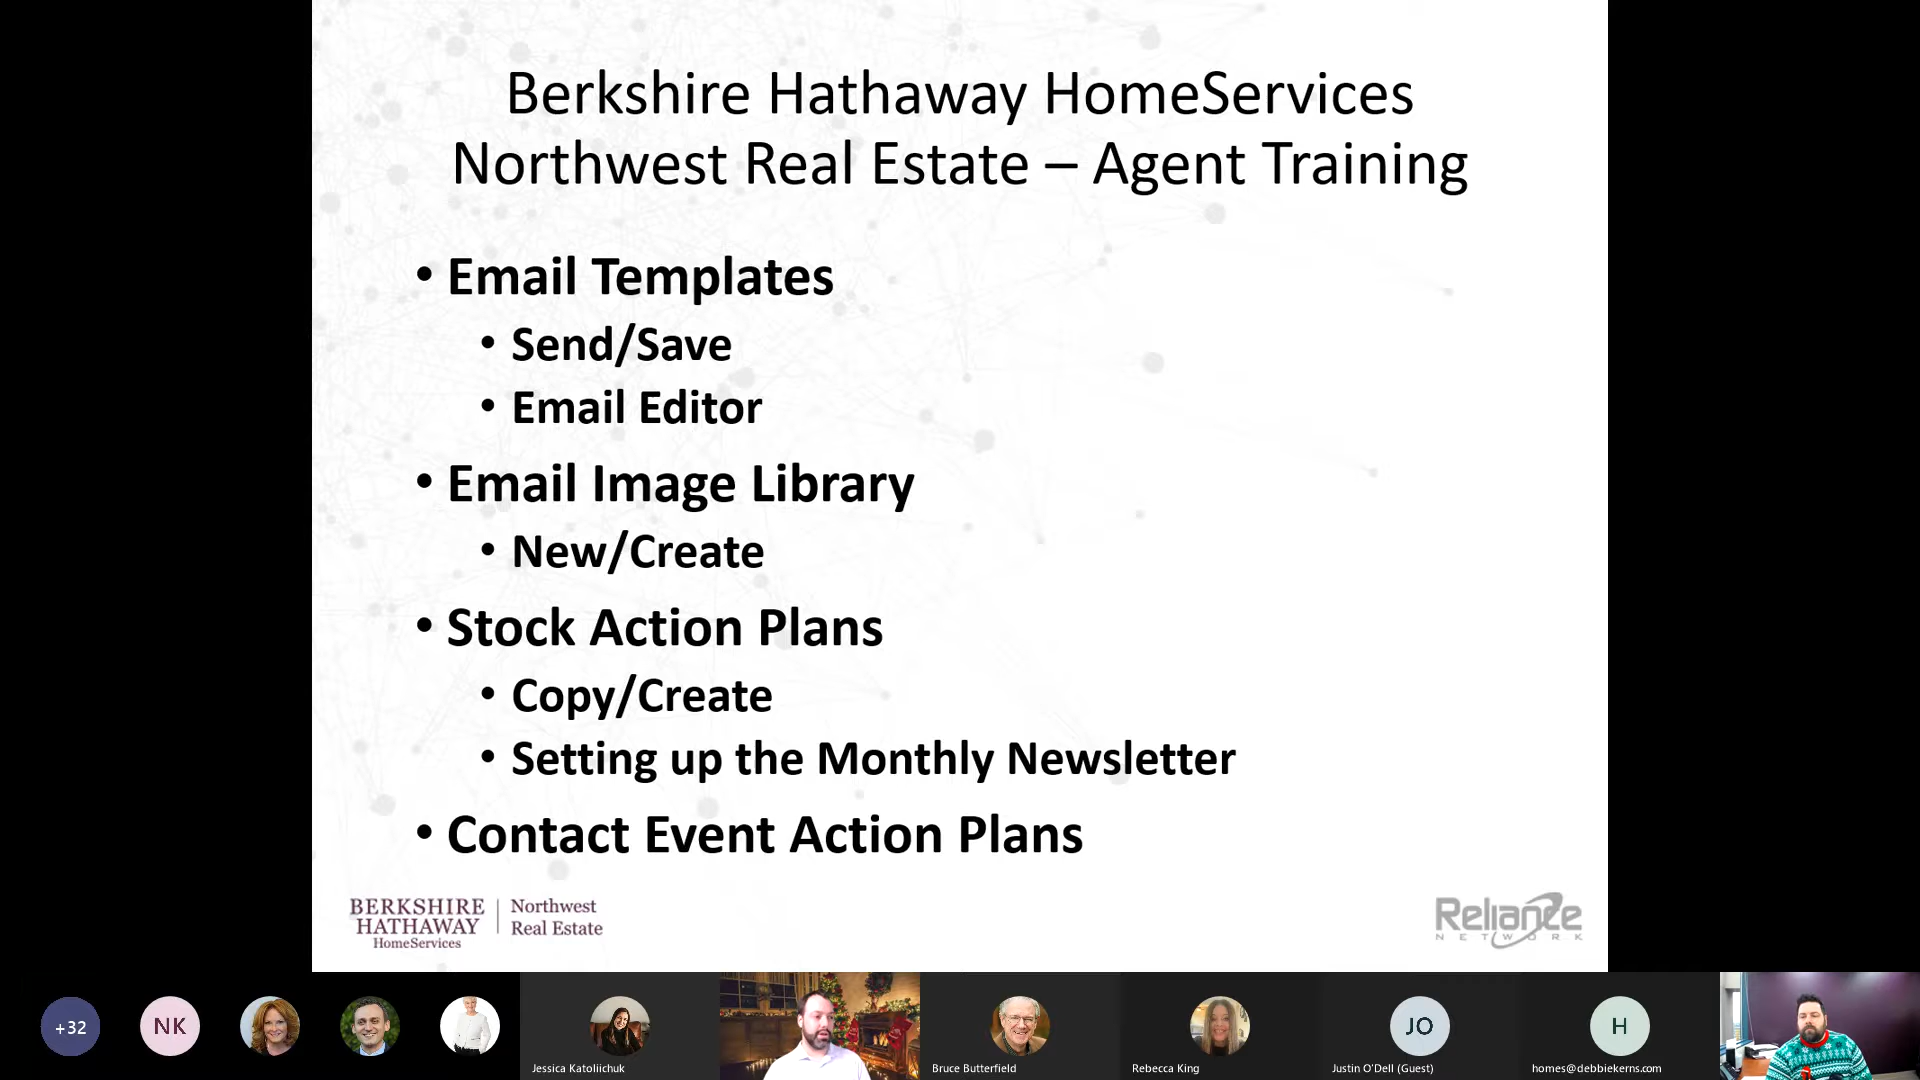 Berkshire Hathaway HomeServices
Northwest Real Estate – Agent Training
• Email Templates
• Send/Save
• Email Editor
• Email Image Library
• New/Create
• Stock Action Plans
• Copy/Create
• Setting up the Monthly Newsletter
• Contact Event Action Plans
BERKSHIRE
HATHAWAY
HomeServices
Northwest
Real Estate
Reliance
NETWORK
+32
NK
Jessica Katoliichuk
Bruce Butterfield
Rebecca King
JO
Justin O'Dell (Guest)
H
homes@debbiekerns.com